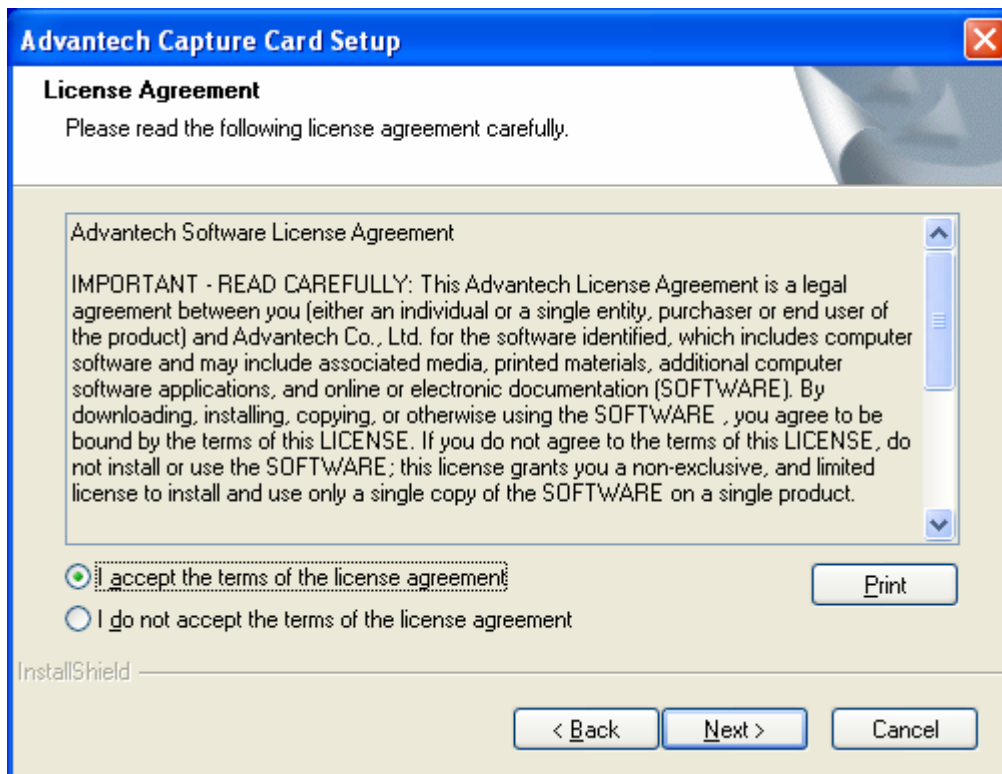 Advantech Capture Card Setup
License Agreement
Please read the following license agreement carefully.
Advantech Software License Agreement
IMPORTANT - READ CAREFULLY: This Advantech License Agreement is a legal
agreement between you (either an individual or a single entity, purchaser or end user of
the product) and Advantech Co., Ltd. for the software identified, which includes computer
software and may include associated media, printed materials, additional computer
software applications, and online or electronic documentation (SOFTWARE). By
downloading, installing, copying, or otherwise using the SOFTWARE , you agree to be
bound by the terms of this LICENSE. If you do not agree to the terms of this LICENSE, do
not install or use the SOFTWARE; this license grants you a non-exclusive, and limited
license to install and use only a single copy of the SOFTWARE on a single product.
I accept the terms of the license agreement
Print
I do not accept the terms of the license agreement
InstallShield
< Back Next > Cancel